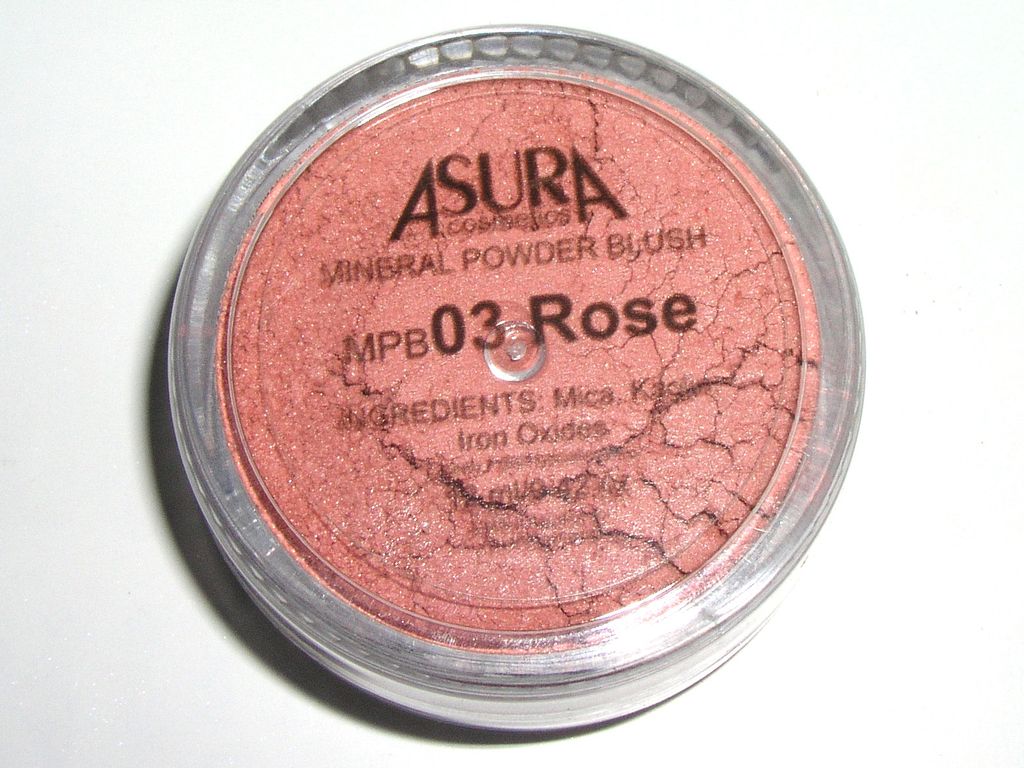 ASURA
cosmetics
MINERAL POWDER BLUSH
MPB03 Rose
INGREDIENTS: Mica,
Iron Oxides